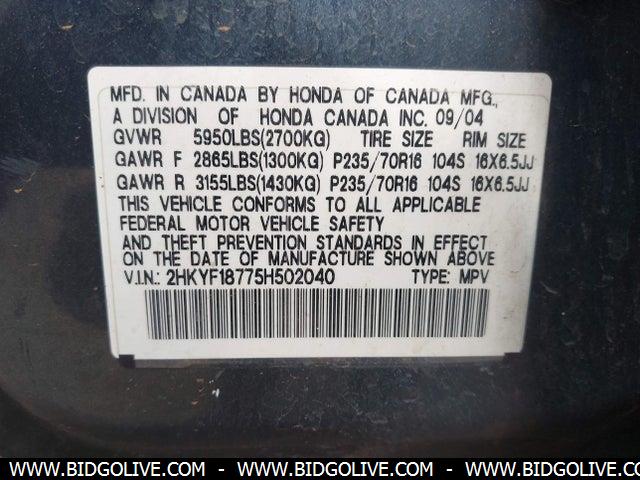 MFD. IN CANADA BY HONDA OF CANADA MFG.,
A DIVISION OF HONDA CANADA INC. 09/04
GVWR 5950LBS(2700KG) TIRE SIZE RIM SIZE
GAWR F 2865LBS(1300KG) P235/70R16 104S 16X6.5JJ
GAWR R 3155LBS(1430KG) P235/70R16 104S 16X6.5JJ
THIS VEHICLE CONFORMS TO ALL APPLICABLE
FEDERAL MOTOR VEHICLE SAFETY
AND THEFT PREVENTION STANDARDS IN EFFECT
ON THE DATE OF MANUFACTURE SHOWN ABOVE
V.I.N.: 2HKYF18775H502040 TYPE: MPV
WWW.BIDGOLIVE.COM - WWW.BIDGOLIVE.COM - WWW.BIDGOLIVE.COM